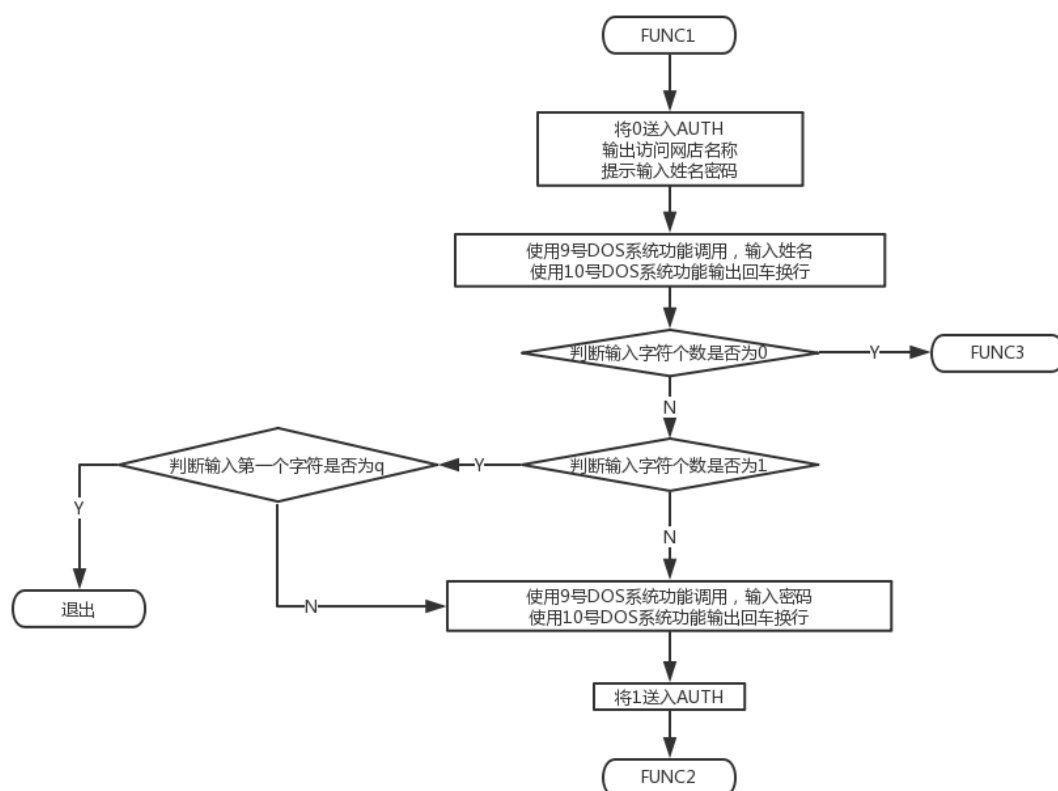 FUNC1
将0送入AUTH
输出访问网店名称
提示输入姓名密码
使用9号DOS系统功能调用，输入姓名
使用10号DOS系统功能输出回车换行
判断输入字符个数是否为0
Y
FUNC3
N
判断输入第一个字符是否为q
Y
判断输入字符个数是否为1
Y
N
退出
N
使用9号DOS系统功能调用，输入密码
使用10号DOS系统功能输出回车换行
将1送入AUTH
FUNC2